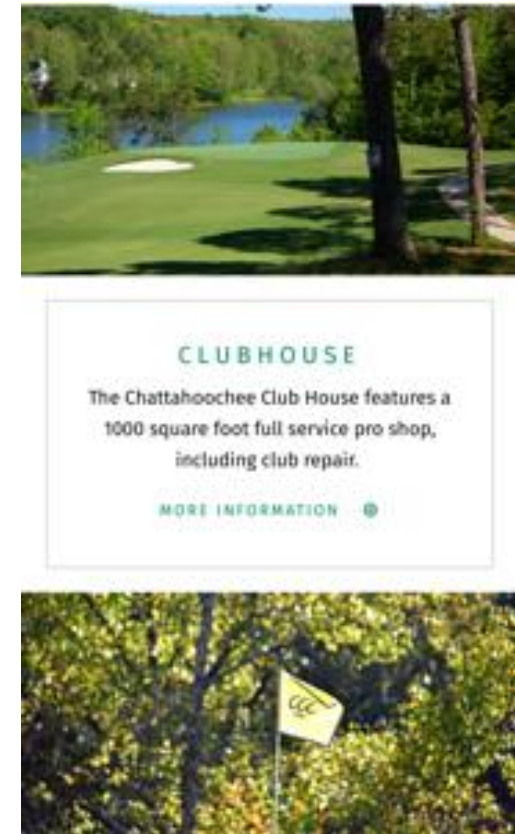 CLUBHOUSE
The Chattahoochee Club House features a
1000 square foot full service pro shop,
including club repair.
MORE INFORMATION